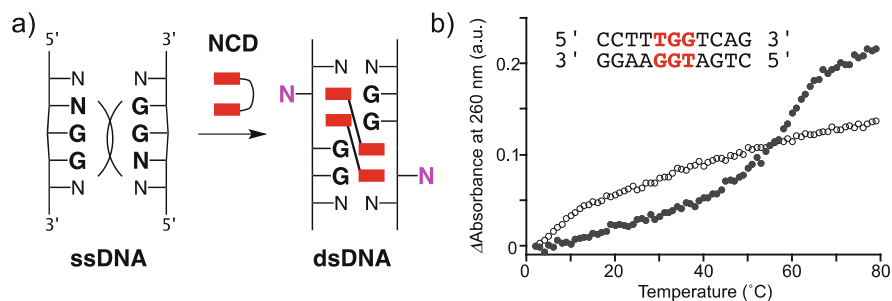 a)
5'
3'
N
N
N
G
G
G
G
N
N
N
3'
5'
ssDNA
NCD
N
N
N
G
G
G
G
N
N
N
dsDNA
b)
5' CCTTTGGTCAG 3'
3' GGAAGGTAGTC 5'
ΔAbsorbance at 260 nm (a.u.)
0.2
0.1
0
20
40
60
80
Temperature (˚C)